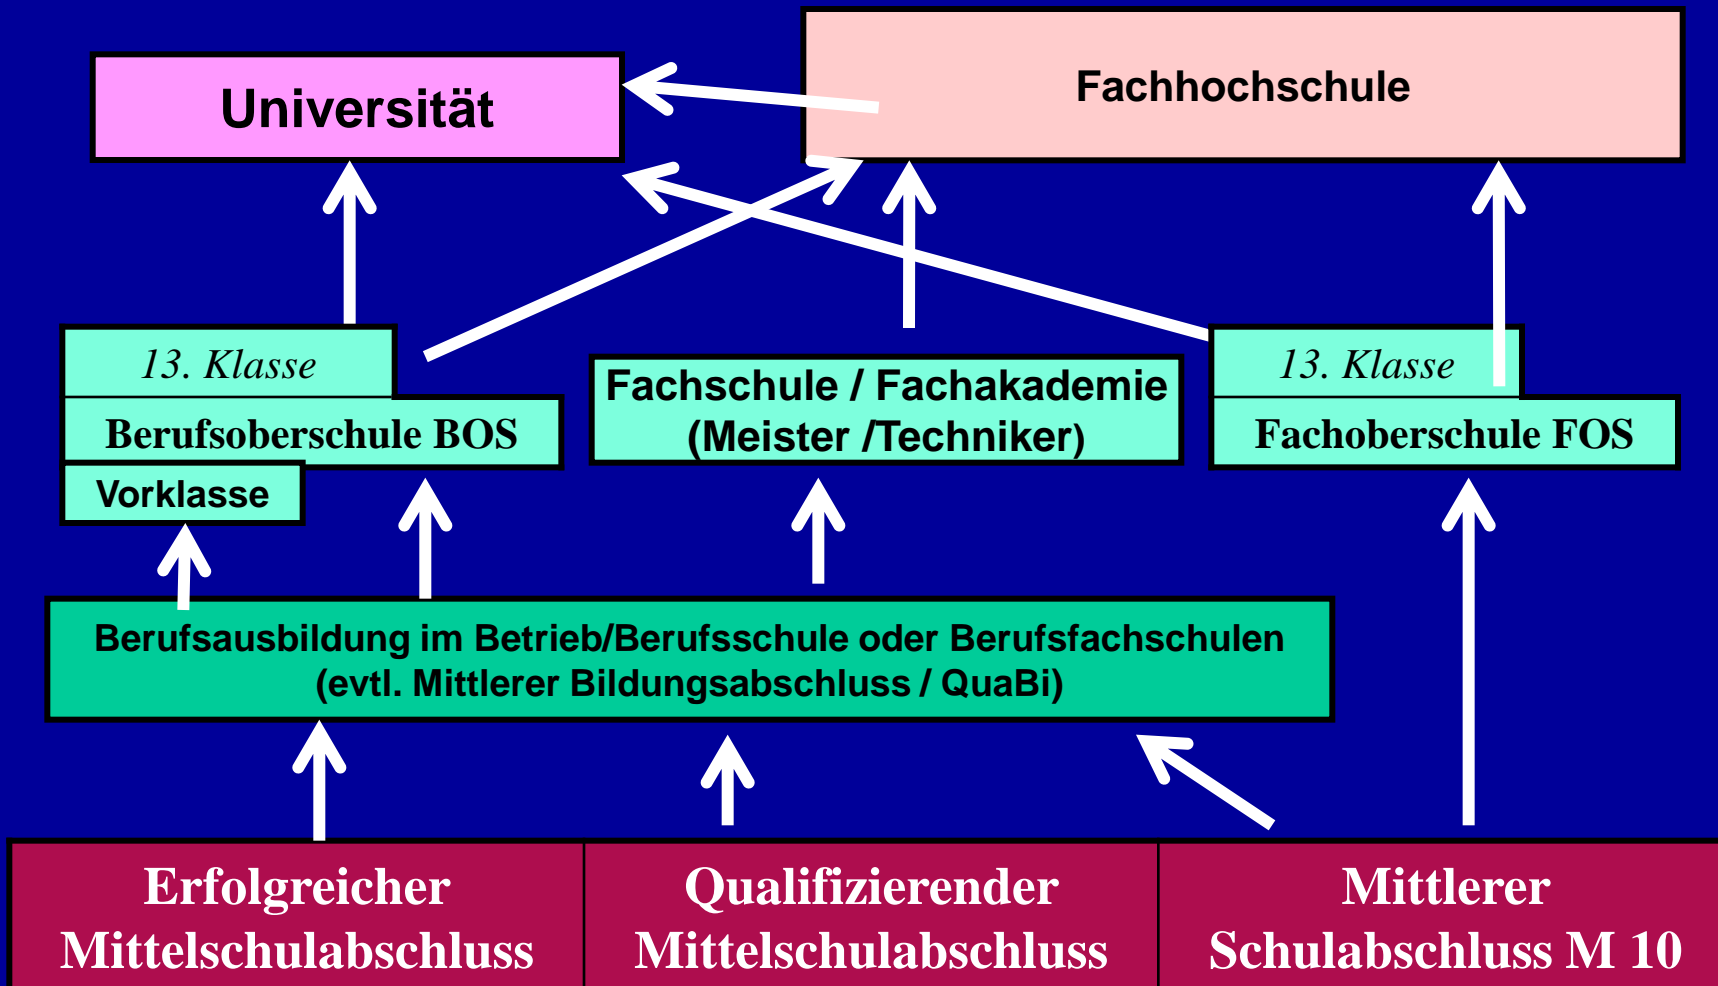 Universität
Fachhochschule
13. Klasse
Berufsoberschule BOS
Vorklasse
Fachschule / Fachakademie
(Meister /Techniker)
13. Klasse
Fachoberschule FOS
Berufsausbildung im Betrieb/Berufsschule oder Berufsfachschulen
(evtl. Mittlerer Bildungsabschluss / QuaBi)
Erfolgreicher
Mittelschulabschluss
Qualifizierender
Mittelschulabschluss
Mittlerer
Schulabschluss M 10